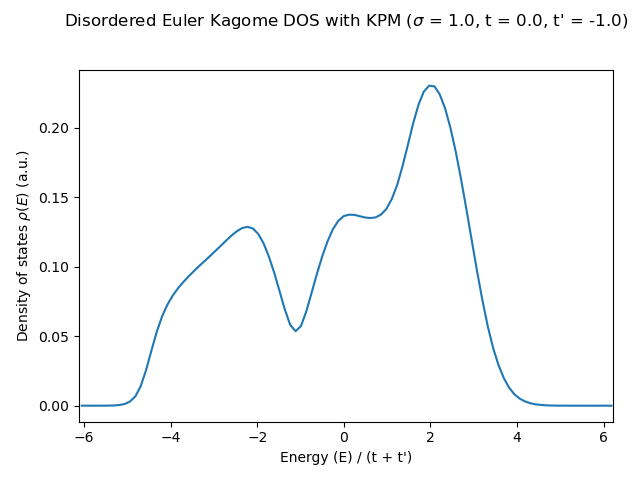 Disordered Euler Kagome DOS with KPM (σ = 1.0, t = 0.0, t' = -1.0)
Density of states ρ(E) (a.u.)
0.20
0.15
0.10
0.05
0.00
−6 −4 −2 0 2 4 6
Energy (E) / (t + t')